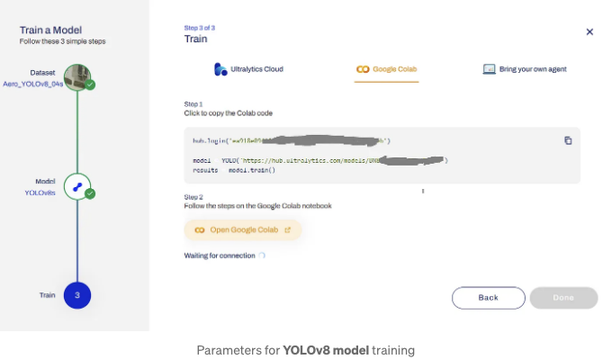 Train a Model
Follow these 3 simple steps
Dataset
Aero_YOLOv8_04s
Model
YOLOv8s
Train
3
Step 3 of 3
Train
Ultralytics Cloud
Google Colab
Bring your own agent
Step 1
Click to copy the Colab code
hub.login('
model YOLO('https://hub.ultralytics.com/models/
results model.train()
Step 2
Follow the steps on the Google Colab notebook
Open Google Colab
Waiting for connection
Back
Done
Parameters for YOLOv8 model training